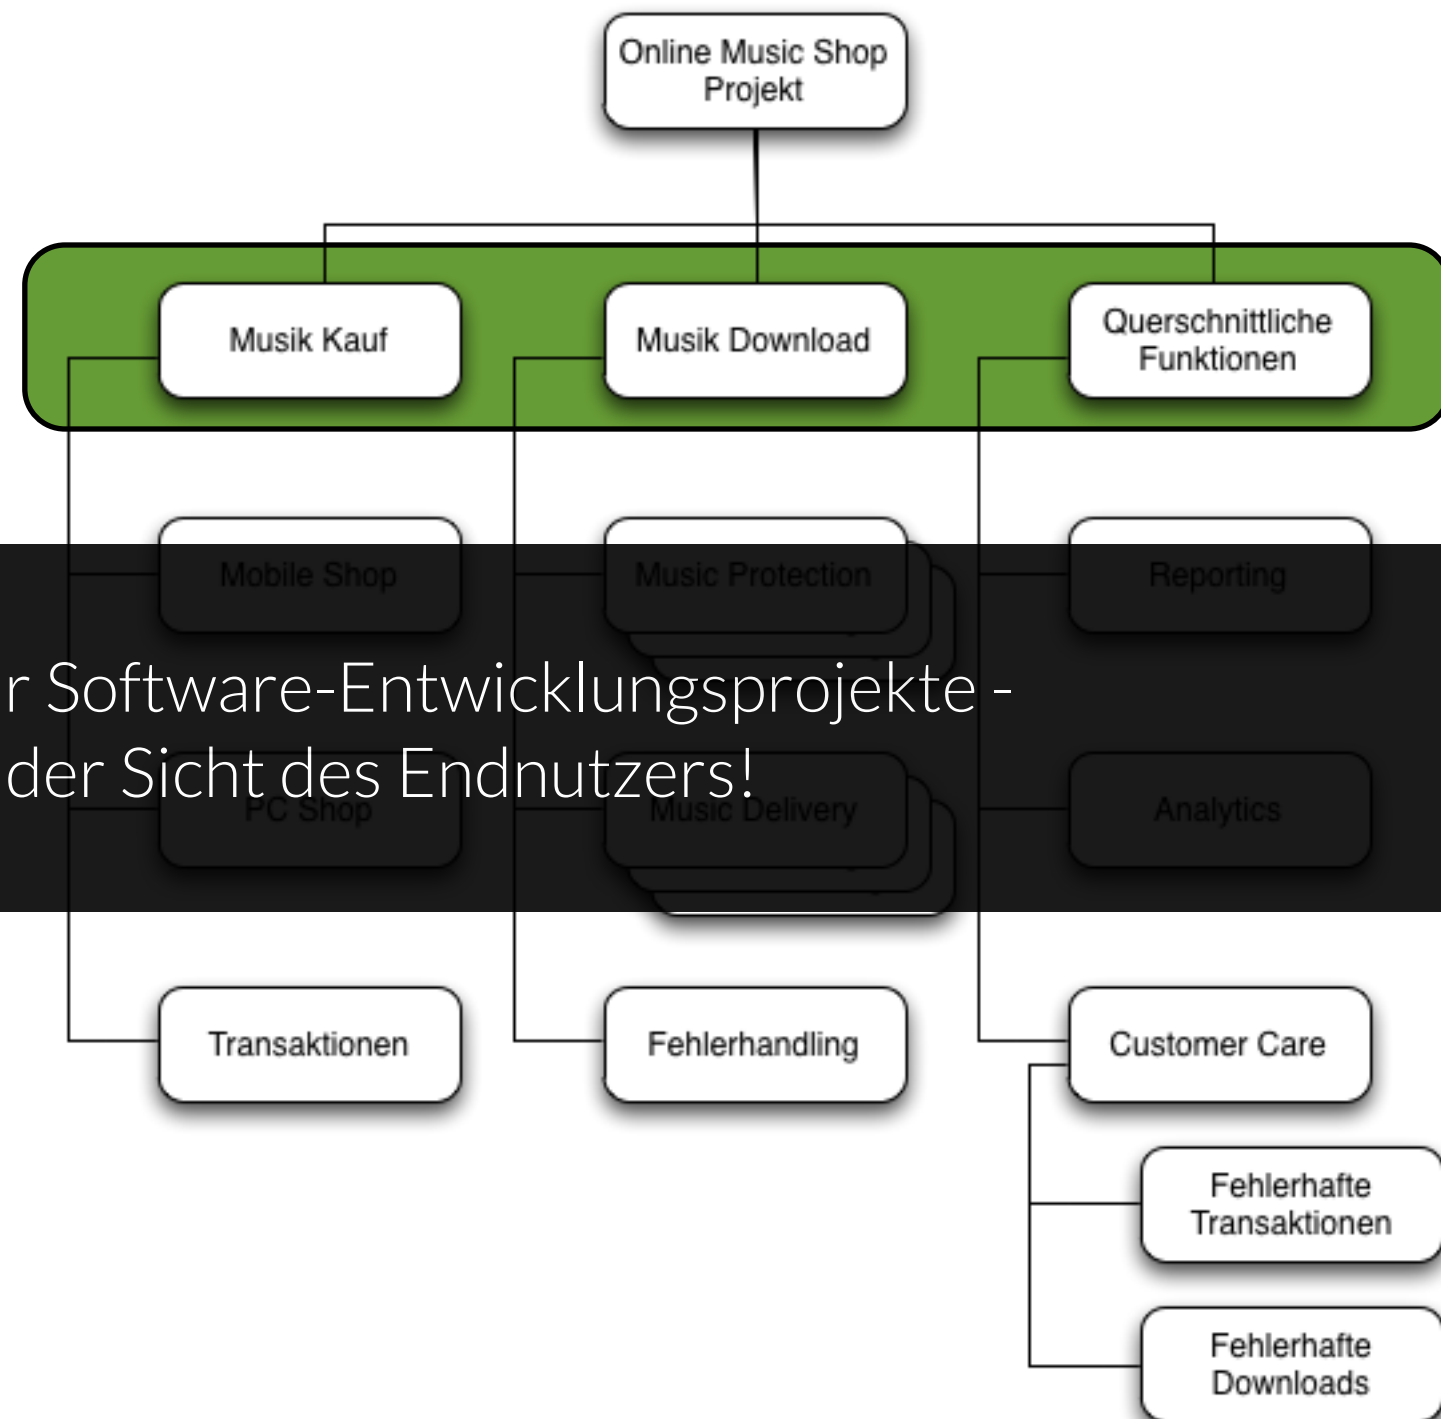 Online Music Shop
Projekt
Musik Kauf
Musik Download
Querschnittliche
Funktionen
Mobile Shop
Music Protection
Reporting
r Software-Entwicklungsprojekte -
der Sicht des Endnutzers!
PC Shop
Music Delivery
Analytics
Transaktionen
Fehlerhandling
Customer Care
Fehlerhafte
Transaktionen
Fehlerhafte
Downloads